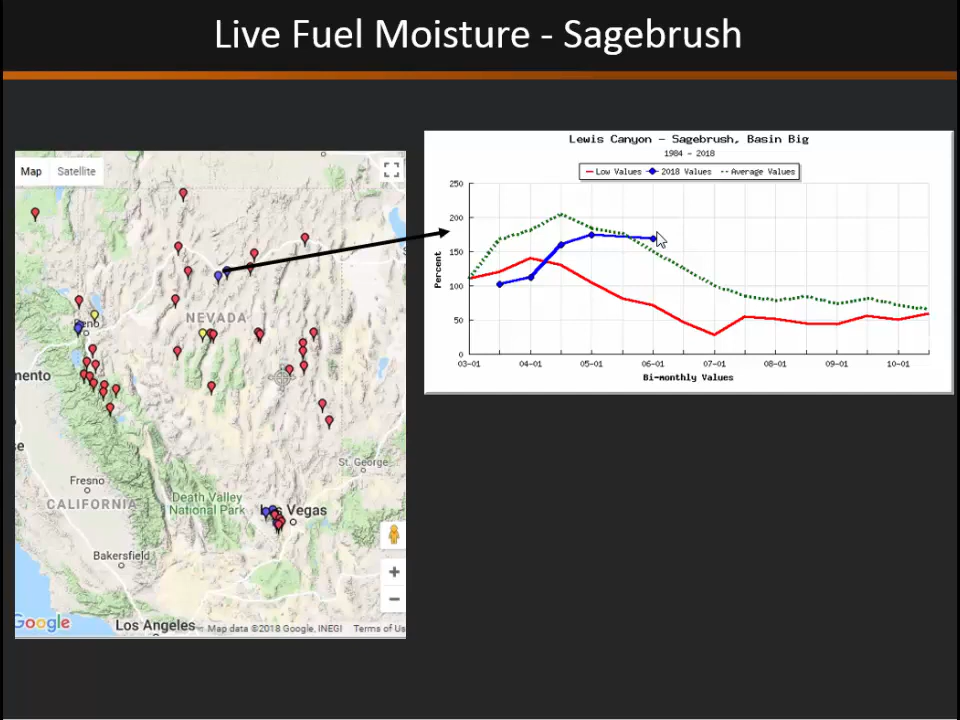 Live Fuel Moisture - Sagebrush
Lewis Canyon - Sagebrush, Basin Big
1984 - 2018
Low Values 2018 Values Average Values
250
200
150
100
50
0
Percent
03-01 04-01 05-01 06-01 07-01 08-01 09-01 10-01
Bi-monthly Values
Map Satellite
NEVADA
Reno
mento
St. George
Fresno
CALIFORNIA
Death Valley
National Park
Las Vegas
Bakersfield
+
−
Los Angeles
Google
Map data ©2018 Google, INEGI Terms of Us